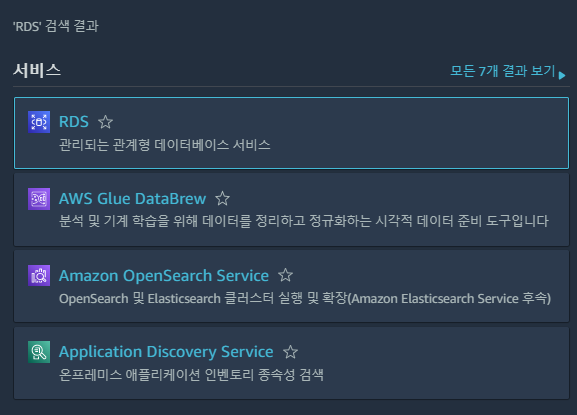 'RDS' 검색 결과
서비스
모든 7개 결과 보기
RDS
관리되는 관계형 데이터베이스 서비스
AWS Glue DataBrew
분석 및 기계 학습을 위해 데이터를 정리하고 정규화하는 시각적 데이터 준비 도구입니다
Amazon OpenSearch Service
OpenSearch 및 Elasticsearch 클러스터 실행 및 확장(Amazon Elasticsearch Service 후속)
Application Discovery Service
온프레미스 애플리케이션 인벤토리 종속성 검색